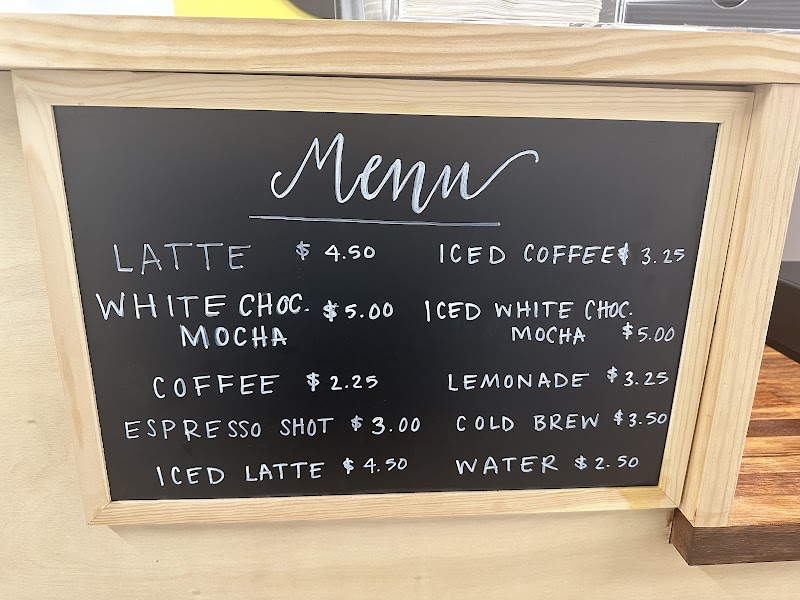 Menu
LATTE $ 4.50
WHITE CHOC. $5.00
MOCHA
COFFEE $2.25
ESPRESSO SHOT $3.00
ICED LATTE $4.50
ICED COFFEE $ 3.25
ICED WHITE CHOC.
MOCHA $5.00
LEMONADE $3.25
COLD BREW $3.50
WATER $2.50